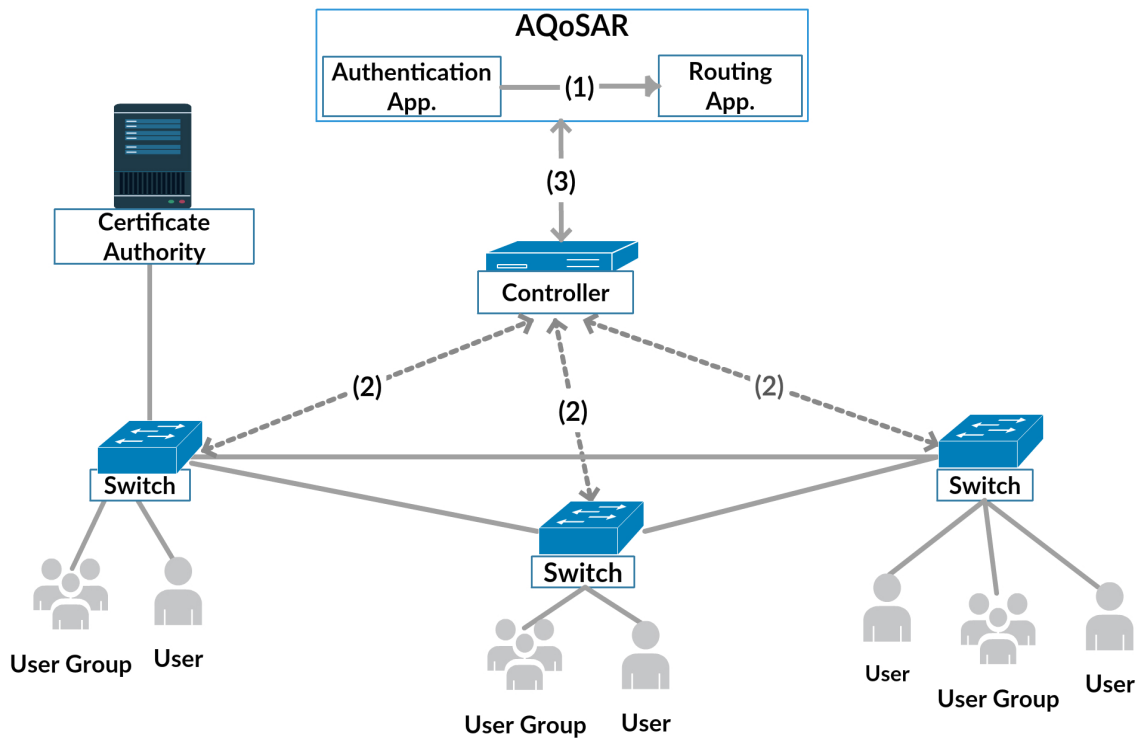 AQoSAR
Authentication
App.
(1)
Routing
App.
(3)
Certificate
Authority
Controller
(2)
(2)
(2)
Switch
Switch
Switch
User Group
User
User Group
User
User
User Group
User